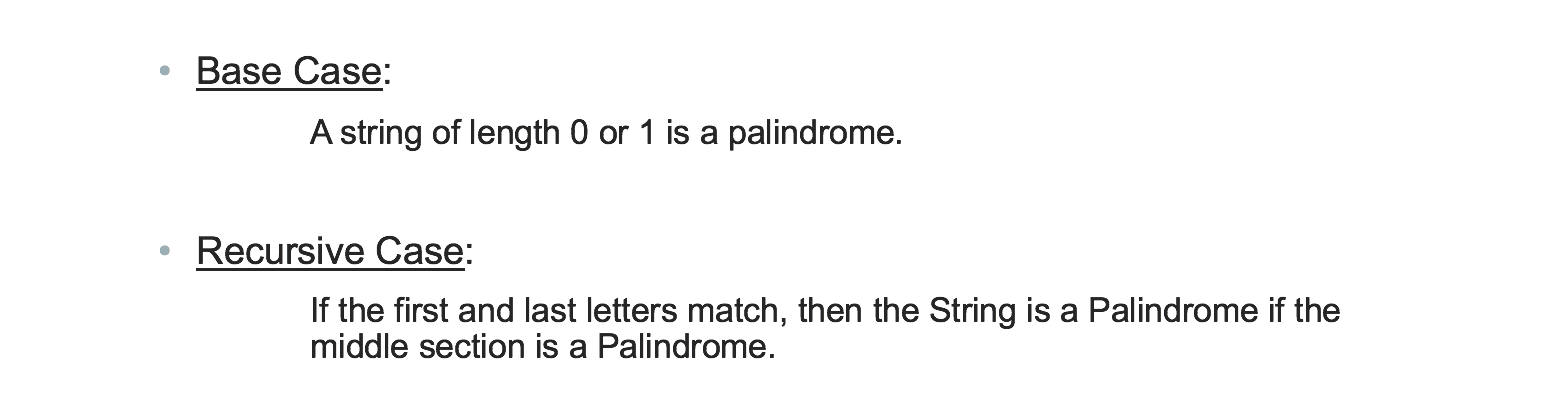 • Base Case:
A string of length 0 or 1 is a palindrome.
• Recursive Case:
If the first and last letters match, then the String is a Palindrome if the
middle section is a Palindrome.